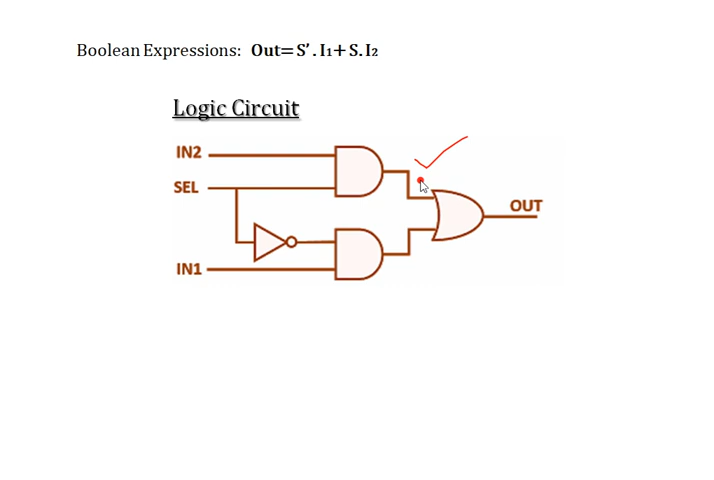 Boolean Expressions: Out= S'. I1+ S. I2
Logic Circuit
IN2
SEL
OUT
IN1